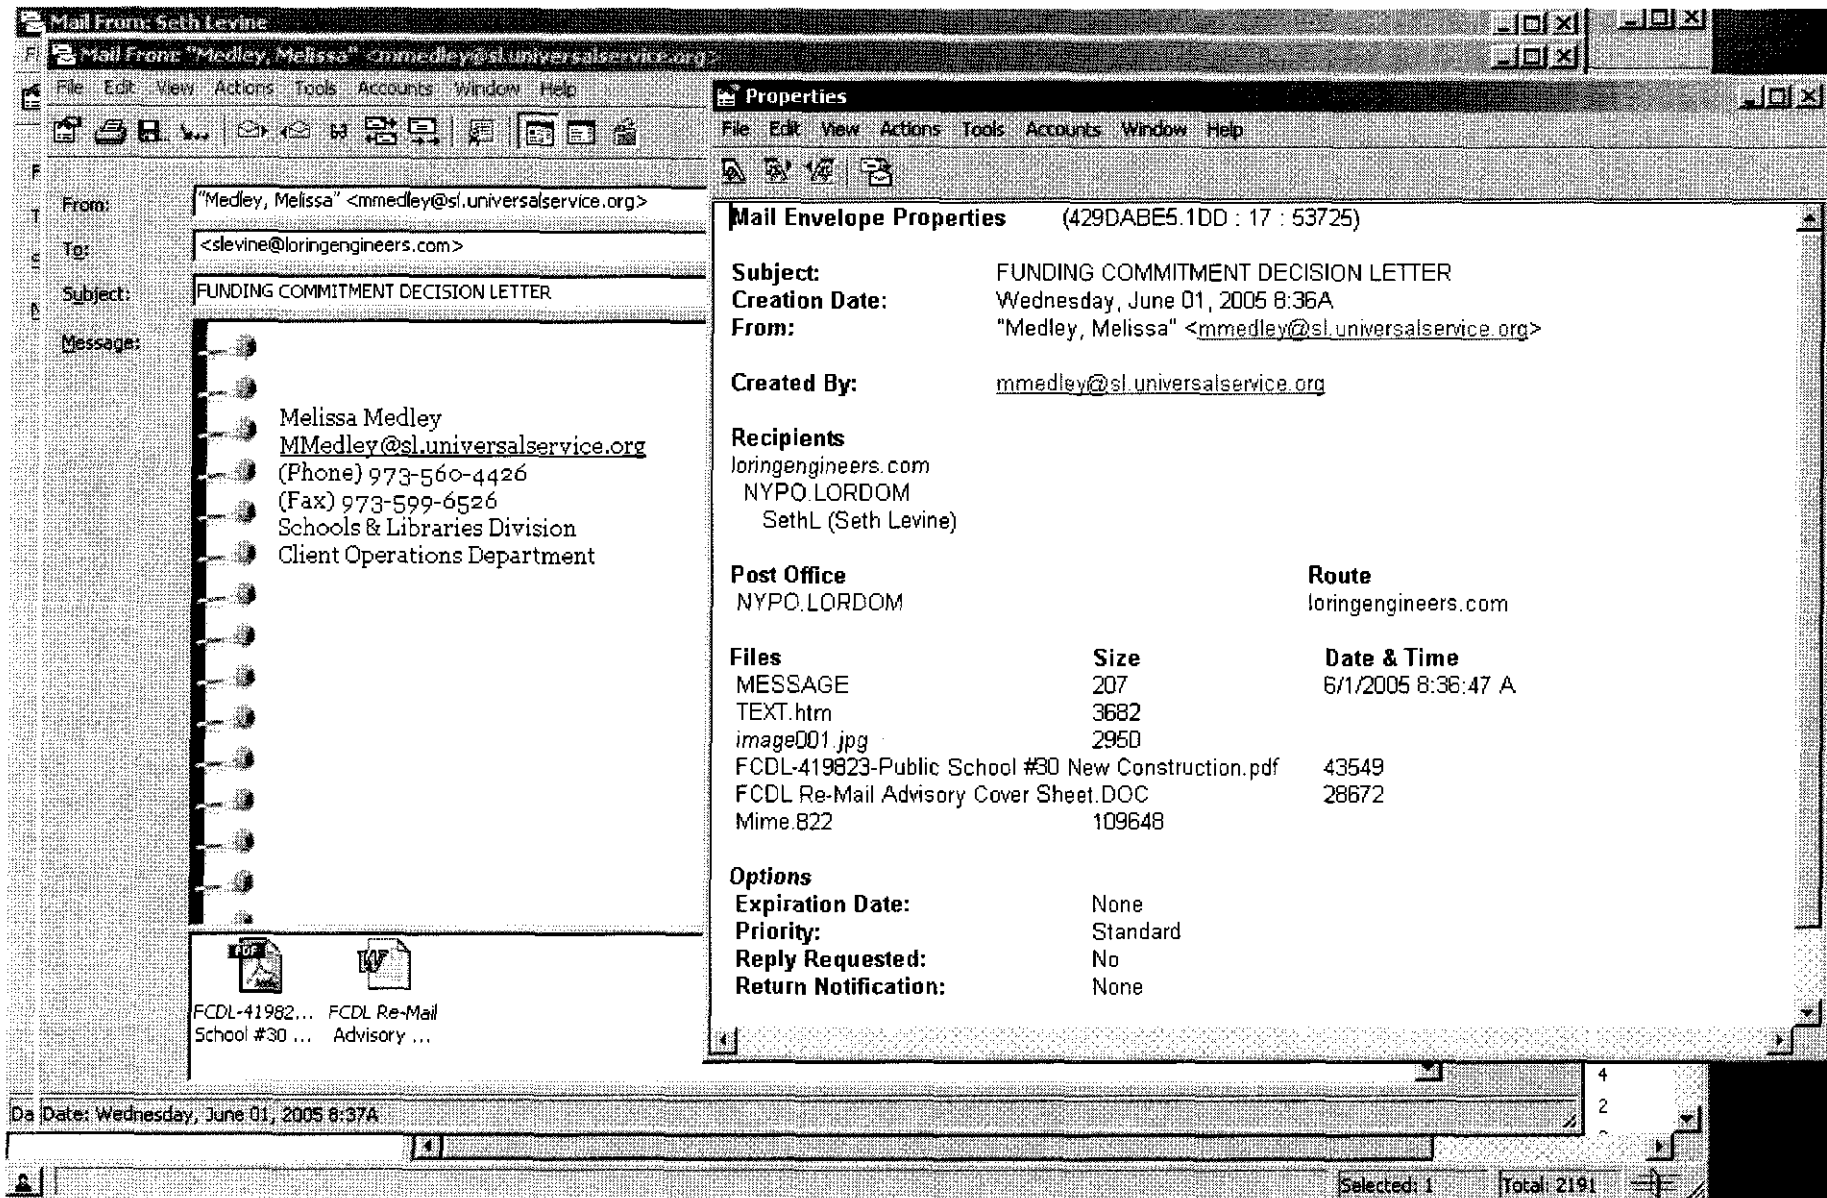 Mail From: Seth Levine
Mail From: "Medley, Melissa" <mmedley@sl.universalservice.org>
File Edit View Actions Tools Accounts Window Help
From: "Medley, Melissa" <mmedley@sl.universalservice.org>
To: <slevine@loringengineers.com>
Subject: FUNDING COMMITMENT DECISION LETTER
Message:
Melissa Medley
MMedley@sl.universalservice.org
(Phone) 973-560-4426
(Fax) 973-599-6526
Schools & Libraries Division
Client Operations Department
FCDL-41982... FCDL Re-Mail
School #30 ... Advisory ...
Properties
File Edit View Actions Tools Accounts Window Help
Mail Envelope Properties (429DABE5.1DD : 17 : 53725)
Subject: FUNDING COMMITMENT DECISION LETTER
Creation Date: Wednesday, June 01, 2005 8:36A
From: "Medley, Melissa" <mmedley@sl.universalservice.org>
Created By: mmedley@sl.universalservice.org
Recipients
loringengineers.com
NYPO.LORDOM
SethL (Seth Levine)
Post Office Route
NYPO.LORDOM loringengineers.com
Files Size Date & Time
MESSAGE 207 6/1/2005 8:36:47 A
TEXT.htm 3682
image001.jpg 2950
FCDL-419823-Public School #30 New Construction.pdf 43549
FCDL Re-Mail Advisory Cover Sheet.DOC 28672
Mime.822 109648
Options
Expiration Date: None
Priority: Standard
Reply Requested: No
Return Notification: None
4
2
Da Date: Wednesday, June 01, 2005 8:37A
Selected: 1 Total: 2191